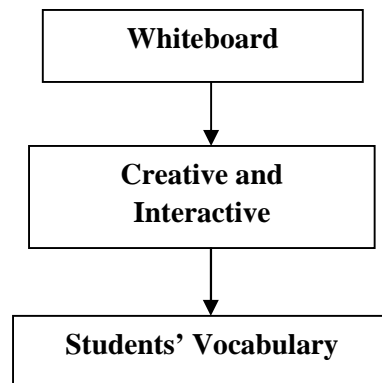 Whiteboard
Creative and
Interactive
Students’ Vocabulary